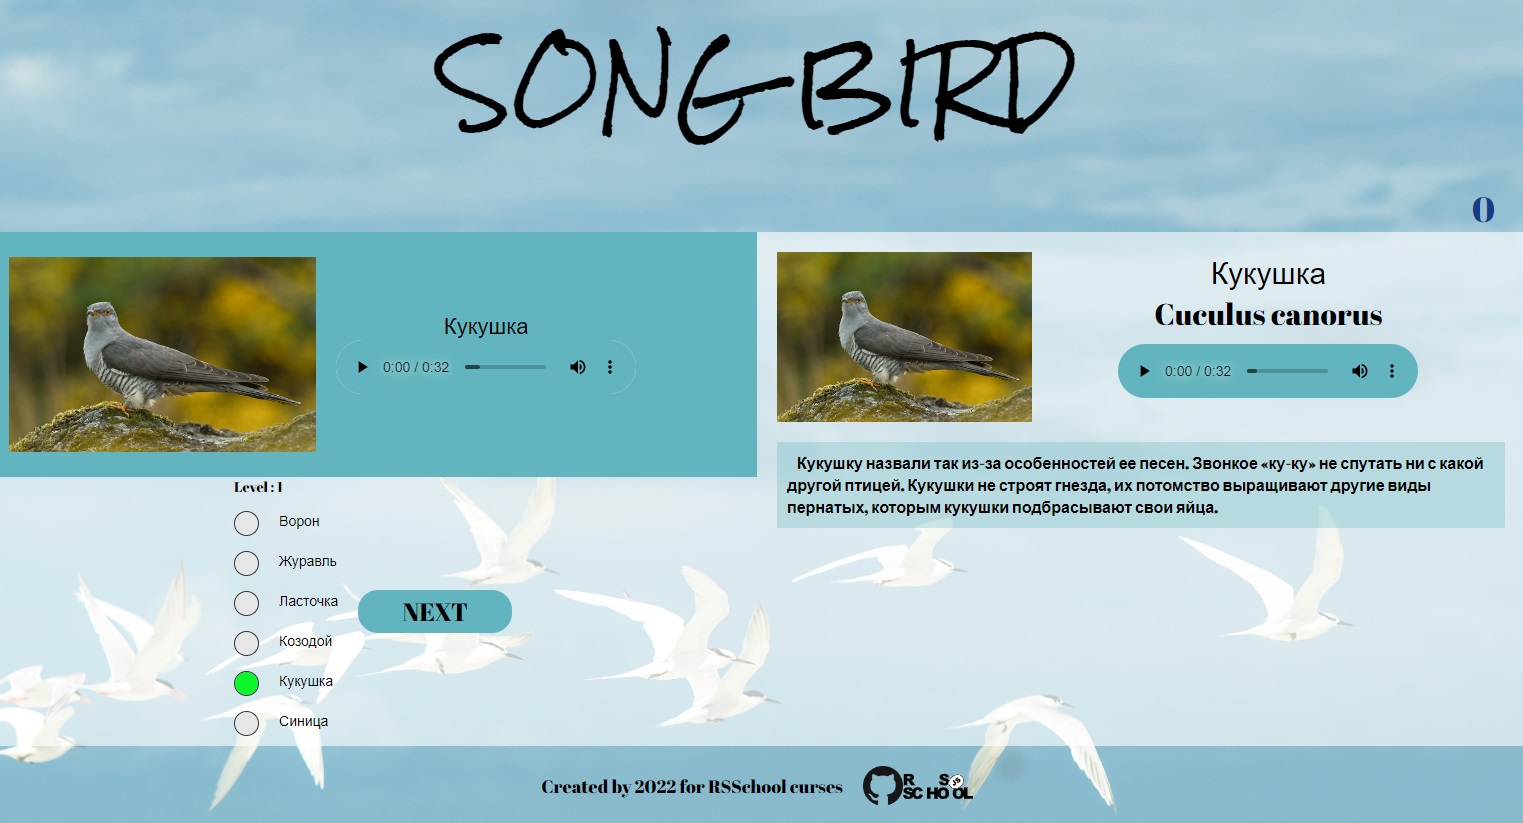 SONGBIRD
0
Кукушка
0:00 / 0:32
Кукушка
Cuculus canorus
0:00 / 0:32
Кукушку назвали так из-за особенностей ее песен. Звонкое «ку-ку» не спутать ни с какой
другой птицей. Кукушки не строят гнезда, их потомство выращивают другие виды
пернатых, которым кукушки подбрасывают свои яйца.
Level : 1
Ворон
Журавль
Ласточка
NEXT
Козодой
Кукушка
Синица
Created by 2022 for RSSchool curses
R S JS
SCHOOL